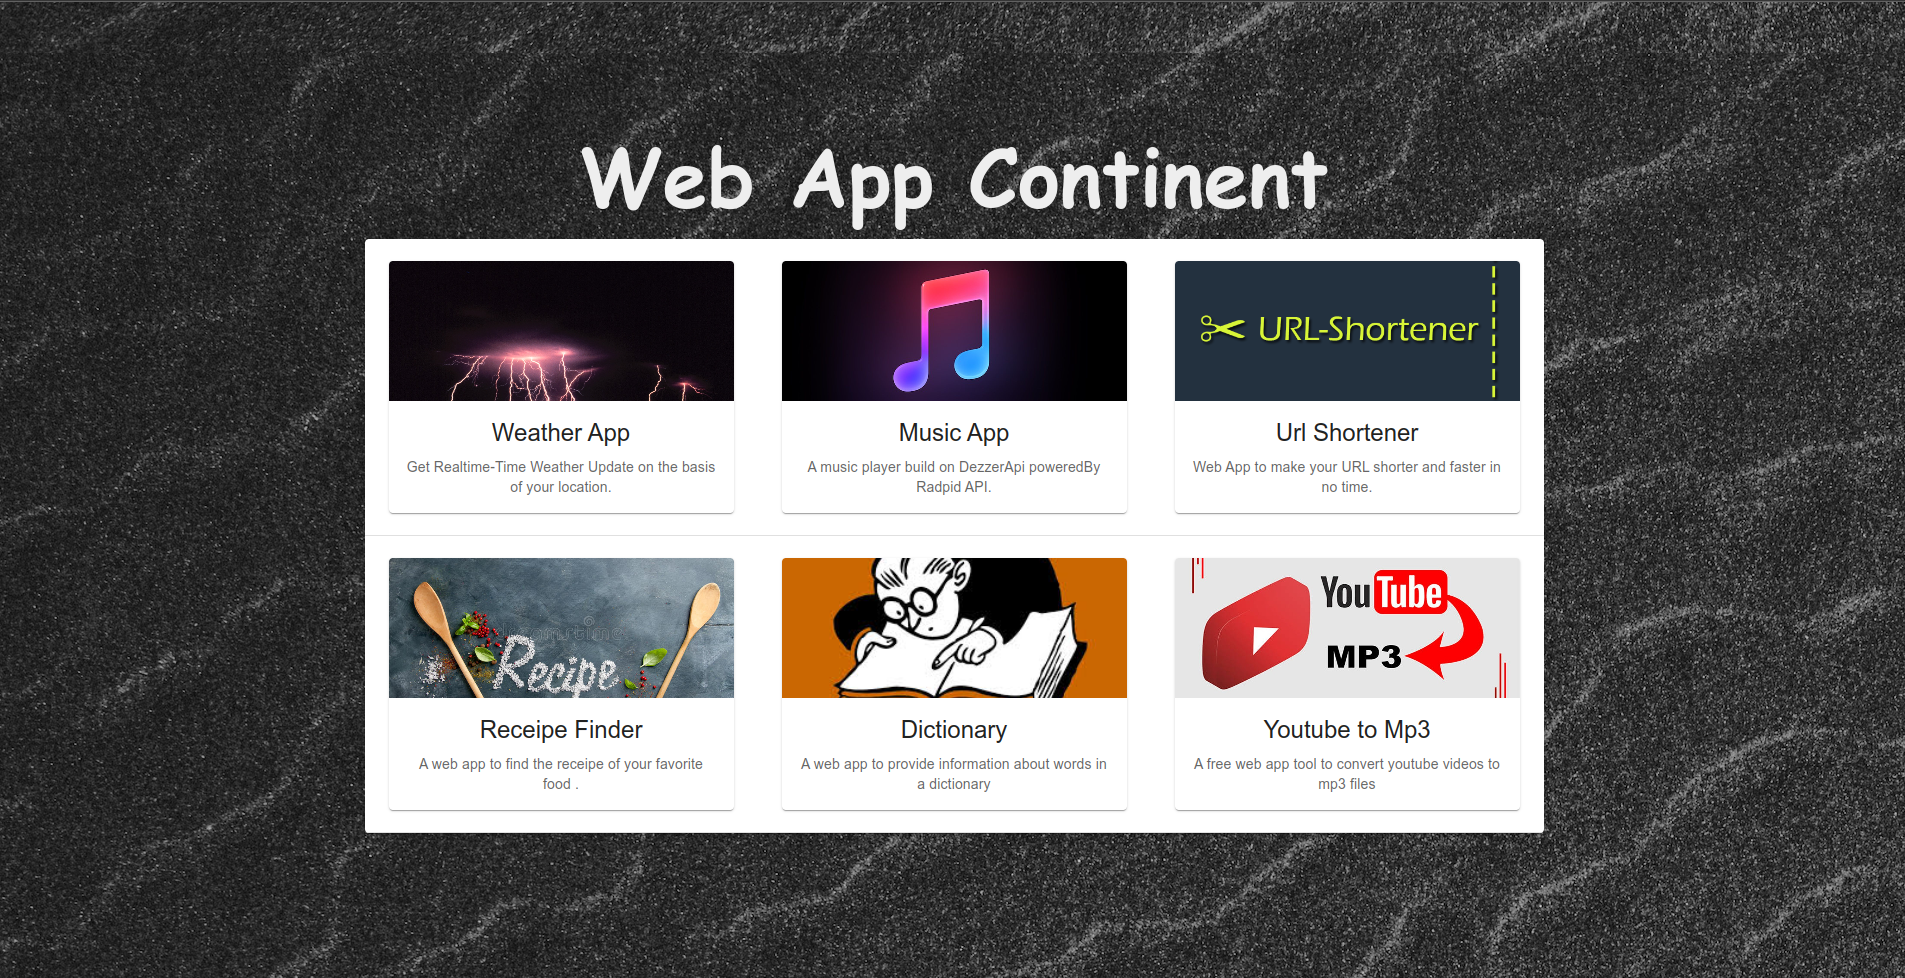 Web App Continent
URL-Shortener
Weather App
Music App
Url Shortener
Get Realtime-Time Weather Update on the basis
of your location.
A music player build on DezzerApi poweredBy
Radpid API.
Web App to make your URL shorter and faster in
no time.
Recipe
YouTube
MP3
Receipe Finder
Dictionary
Youtube to Mp3
A web app to find the receipe of your favorite
food .
A web app to provide information about words in
a dictionary
A free web app tool to convert youtube videos to
mp3 files